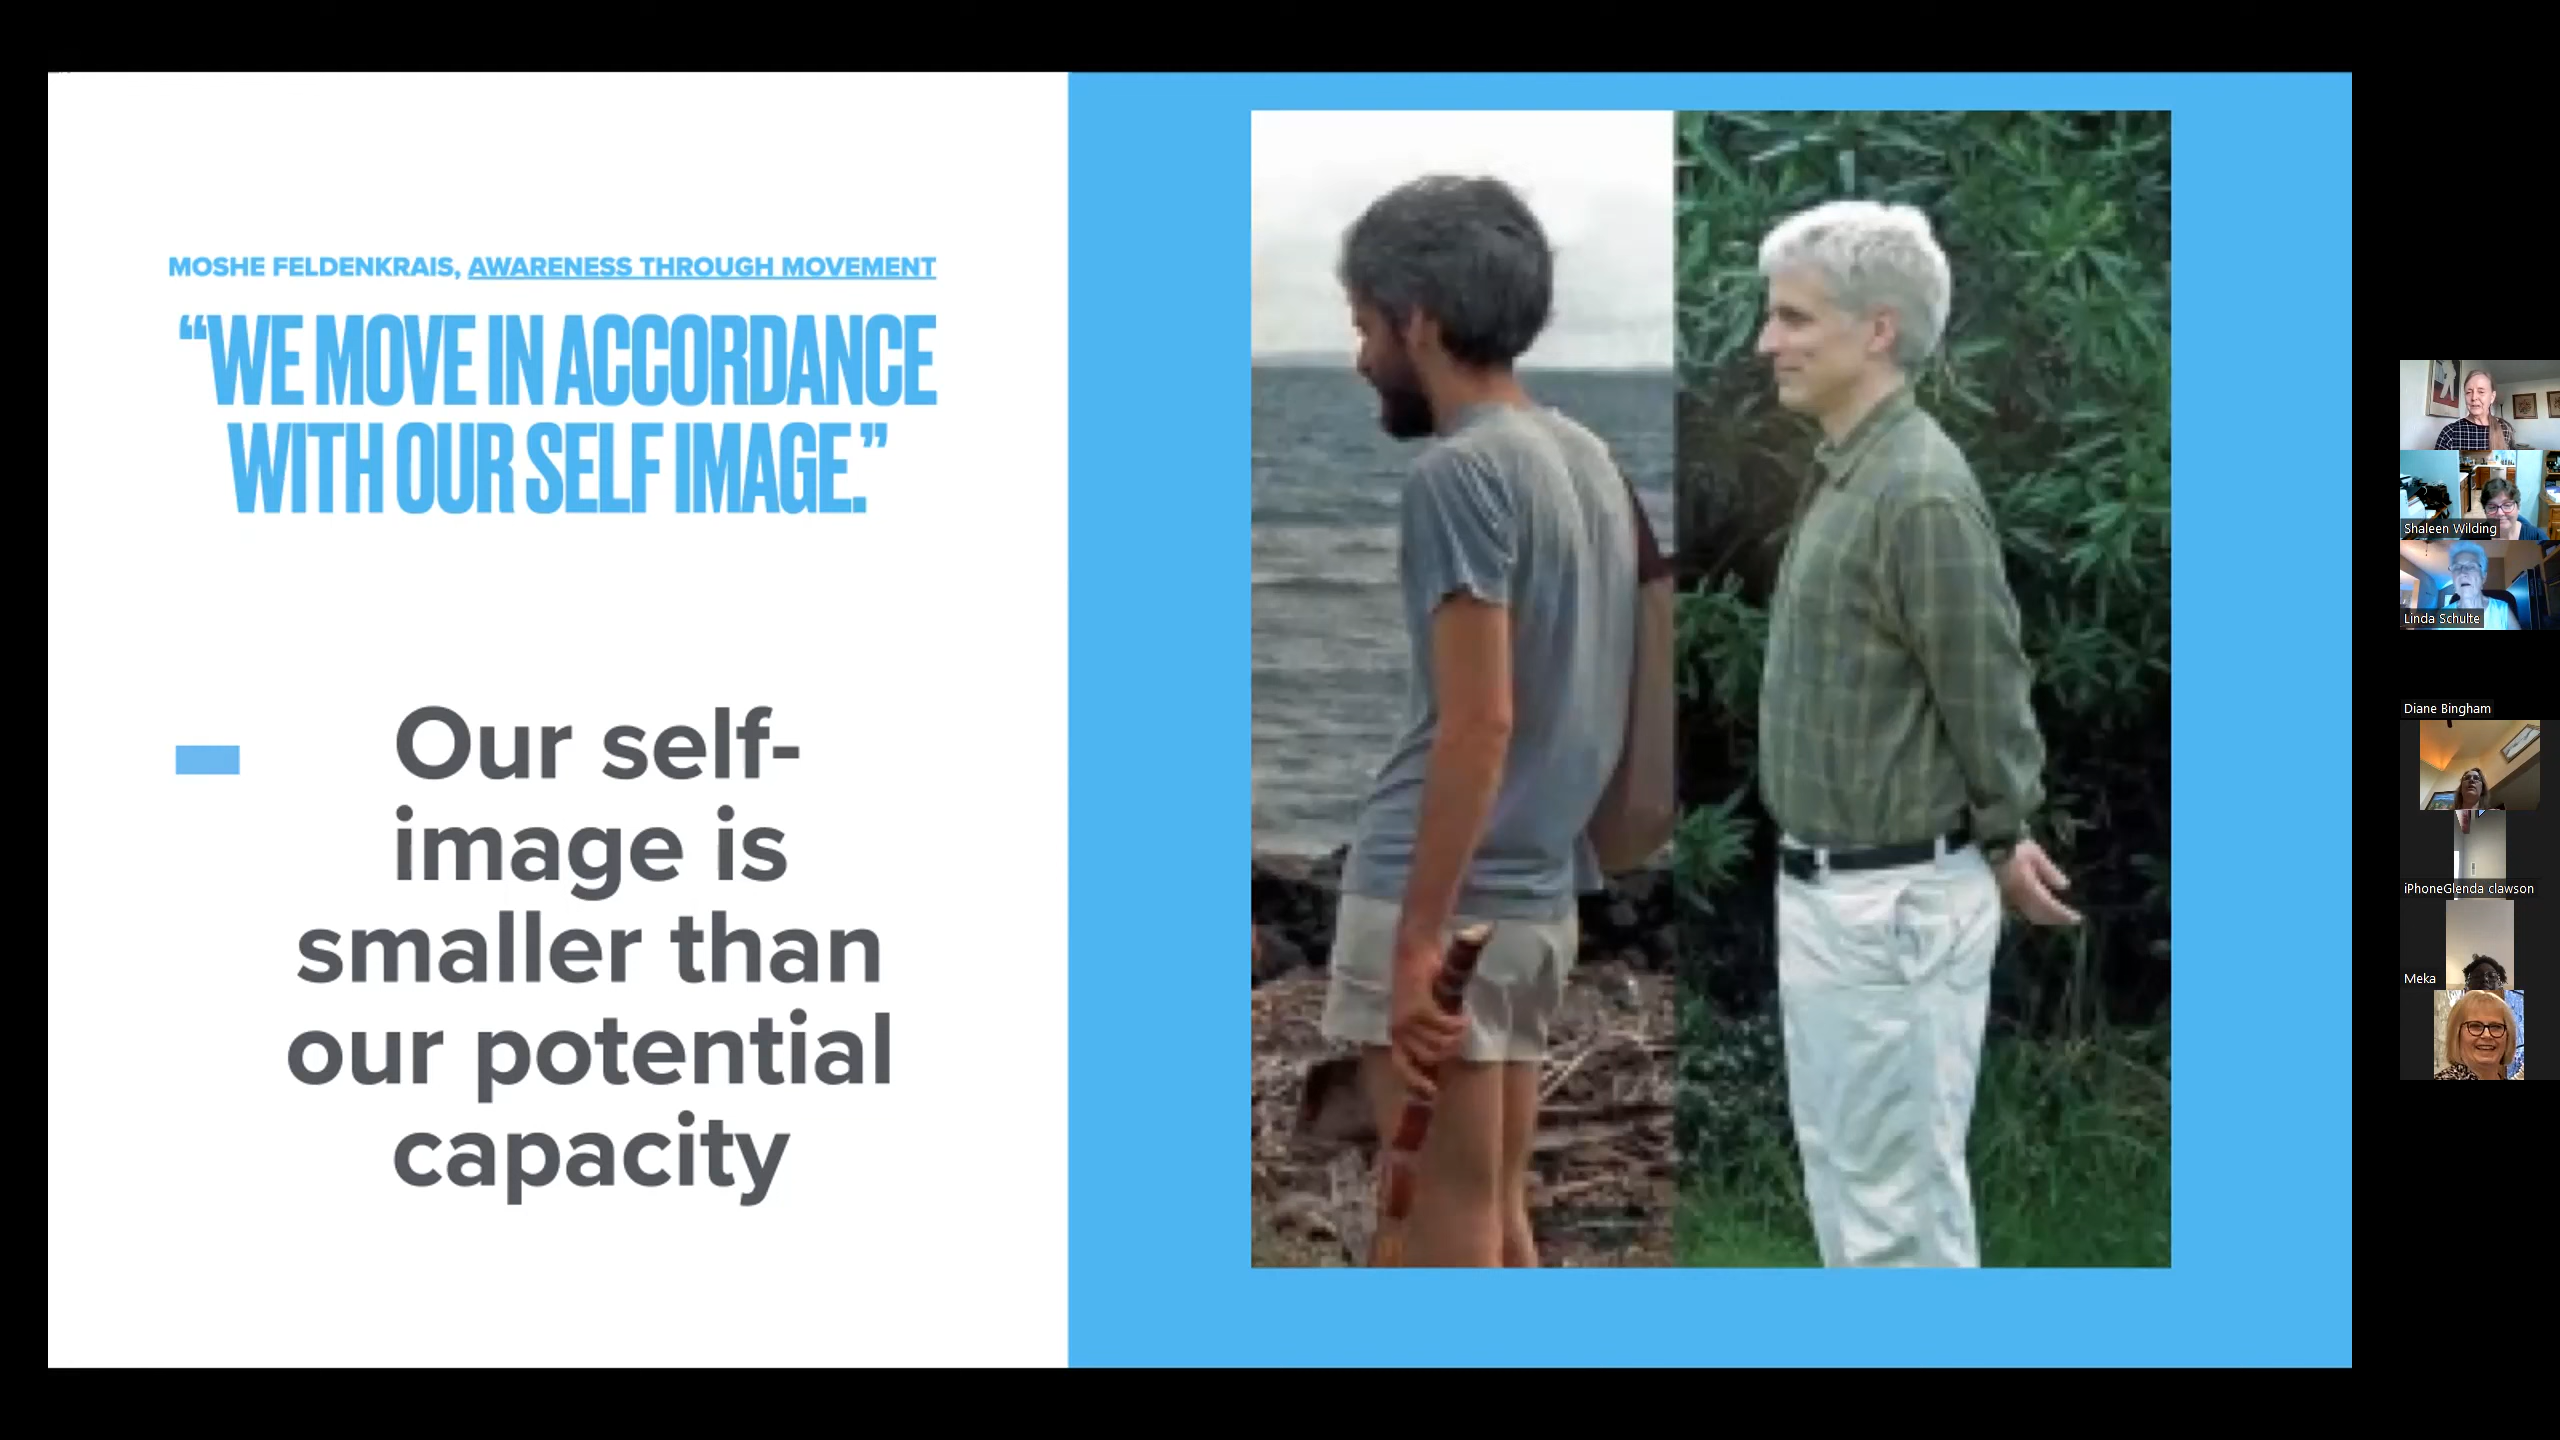 MOSHE FELDENKRAIS, AWARENESS THROUGH MOVEMENT
“WE MOVE IN ACCORDANCE
WITH OUR SELF IMAGE.”
Our self-
image is
smaller than
our potential
capacity
Shaleen Wilding
Linda Schulte
Diane Bingham
iPhoneGlenda clawson
Meka